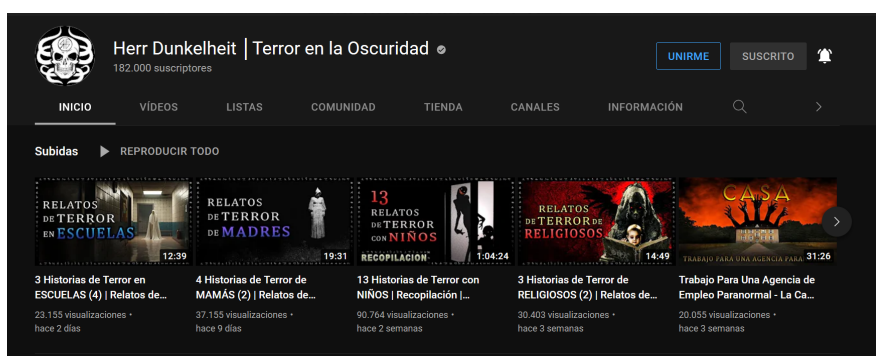 Herr Dunkelheit | Terror en la Oscuridad
182.000 suscriptores
UNIRME
SUSCRITO
INICIO VÍDEOS LISTAS COMUNIDAD TIENDA CANALES INFORMACIÓN
Subidas REPRODUCIR TODO
RELATOS
DE TERROR
EN ESCUELAS
12:39
3 Historias de Terror en
ESCUELAS (4) | Relatos de...
23.155 visualizaciones •
hace 2 días
RELATOS
DE TERROR
DE MADRES
19:31
4 Historias de Terror de
MAMÁS (2) | Relatos de...
37.155 visualizaciones •
hace 9 días
13
RELATOS
DE TERROR
CON NIÑOS
RECOPILACION
1:04:24
13 Historias de Terror con
NIÑOS | Recopilación |...
90.764 visualizaciones •
hace 2 semanas
RELATOS
DE TERROR DE
RELIGIOSOS
14:49
3 Historias de Terror de
RELIGIOSOS (2) | Relatos de...
30.403 visualizaciones •
hace 3 semanas
CASA
TRABAJO PARA UNA AGENCIA PARA
31:26
Trabajo Para Una Agencia de
Empleo Paranormal - La Ca...
20.055 visualizaciones •
hace 3 semanas